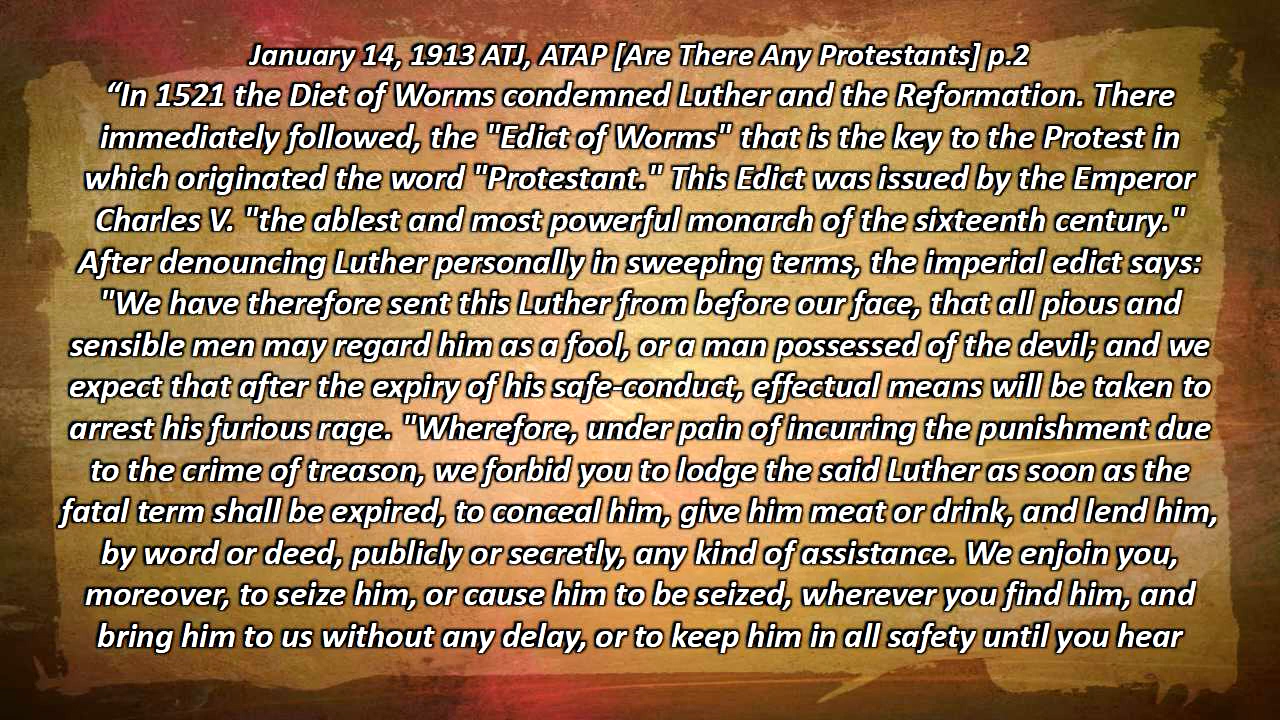 January 14, 1913 ATJ, ATAP [Are There Any Protestants] p.2
“In 1521 the Diet of Worms condemned Luther and the Reformation. There
immediately followed, the "Edict of Worms" that is the key to the Protest in
which originated the word "Protestant." This Edict was issued by the Emperor
Charles V. "the ablest and most powerful monarch of the sixteenth century."
After denouncing Luther personally in sweeping terms, the imperial edict says:
"We have therefore sent this Luther from before our face, that all pious and
sensible men may regard him as a fool, or a man possessed of the devil; and we
expect that after the expiry of his safe-conduct, effectual means will be taken to
arrest his furious rage. "Wherefore, under pain of incurring the punishment due
to the crime of treason, we forbid you to lodge the said Luther as soon as the
fatal term shall be expired, to conceal him, give him meat or drink, and lend him,
by word or deed, publicly or secretly, any kind of assistance. We enjoin you,
moreover, to seize him, or cause him to be seized, wherever you find him, and
bring him to us without any delay, or to keep him in all safety until you hear